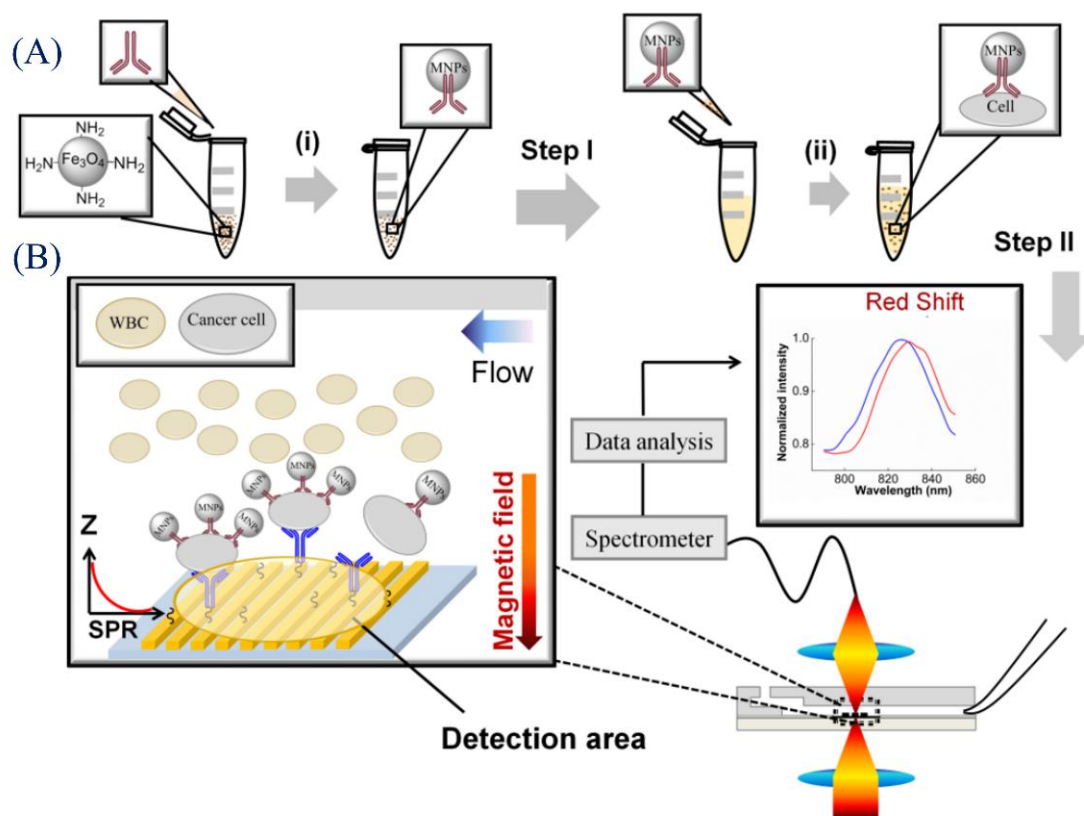 (A)
MNPs
MNPs
MNPs
Cell
NH₂
H₂N
Fe₃O₄
NH₂
NH₂
(i)
Step I
(ii)
Step II
(B)
WBC
Cancer cell
Flow
MNPs
MNPs
MNPs
MNPs
MNPs
MNPs
MNPs
Z
SPR
Magnetic field
Detection area
Data analysis
Spectrometer
Red Shift
Normalized intensity
1.0
0.9
0.8
800 820 840 860
Wavelength (nm)